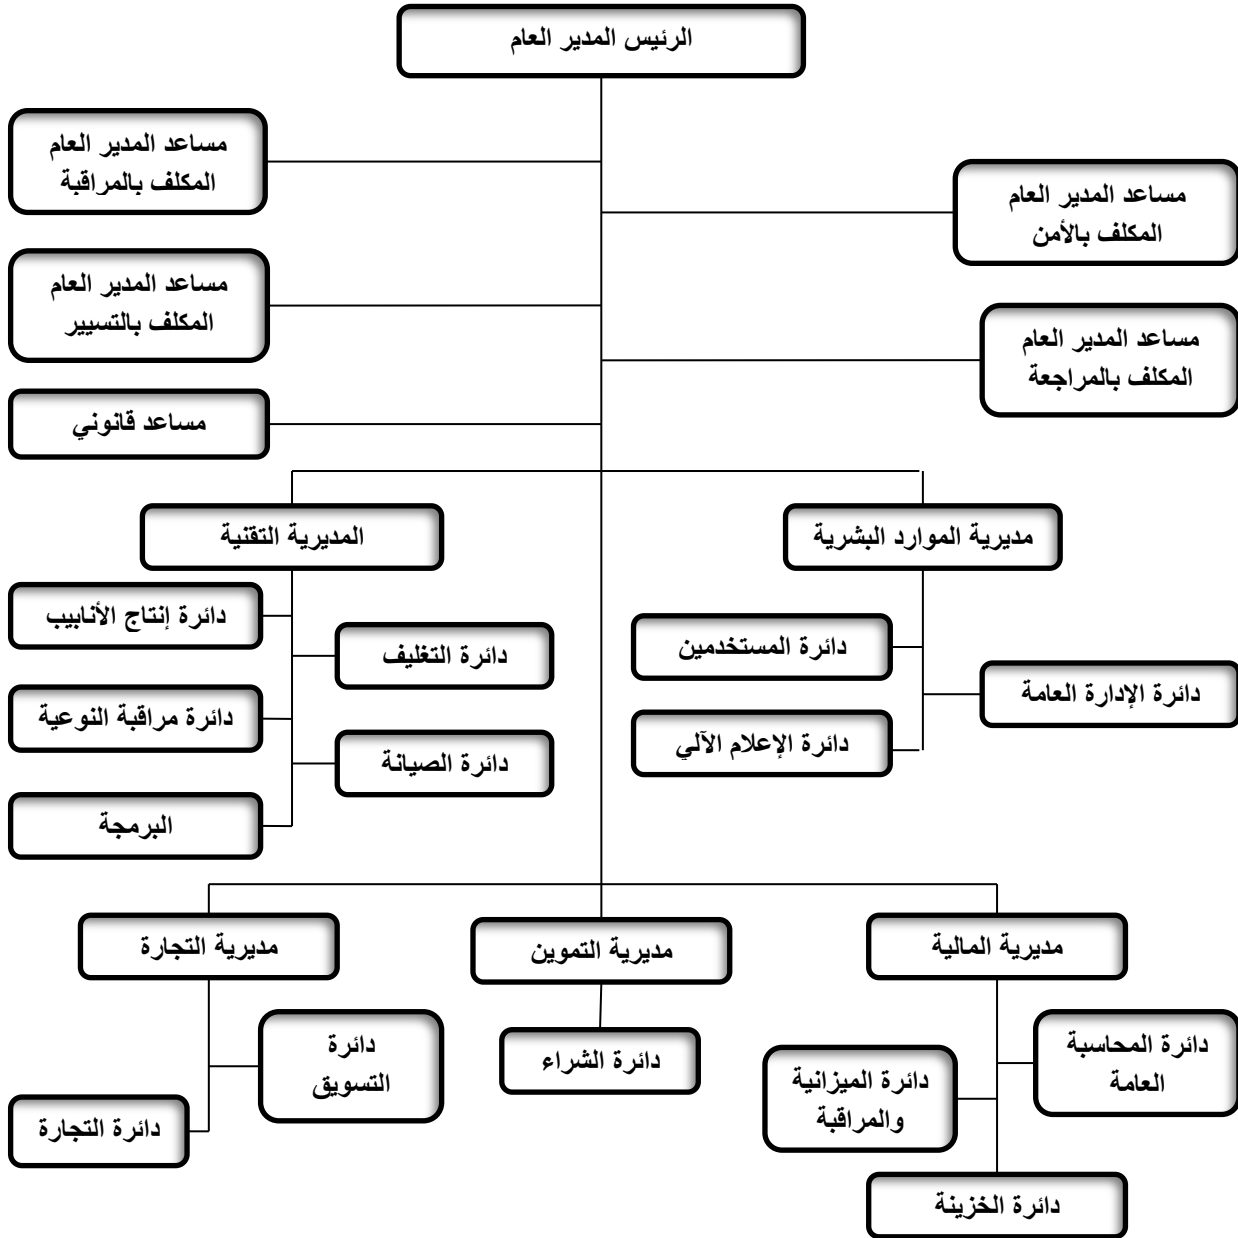 الرئيس المدير العام
مساعد المدير العام
المكلف بالمراقبة
مساعد المدير العام
المكلف بالأمن
مساعد المدير العام
المكلف بالتسيير
مساعد المدير العام
المكلف بالمراجعة
مساعد قانوني
مديرية الموارد البشرية
المديرية التقنية
دائرة المستخدمين
دائرة الإدارة العامة
دائرة الإعلام الآلي
دائرة إنتاج الأنابيب
دائرة التغليف
دائرة مراقبة النوعية
دائرة الصيانة
البرمجة
مديرية المالية
مديرية التموين
مديرية التجارة
دائرة المحاسبة
العامة
دائرة الميزانية
والمراقبة
دائرة الخزينة
دائرة الشراء
دائرة
التسويق
دائرة التجارة